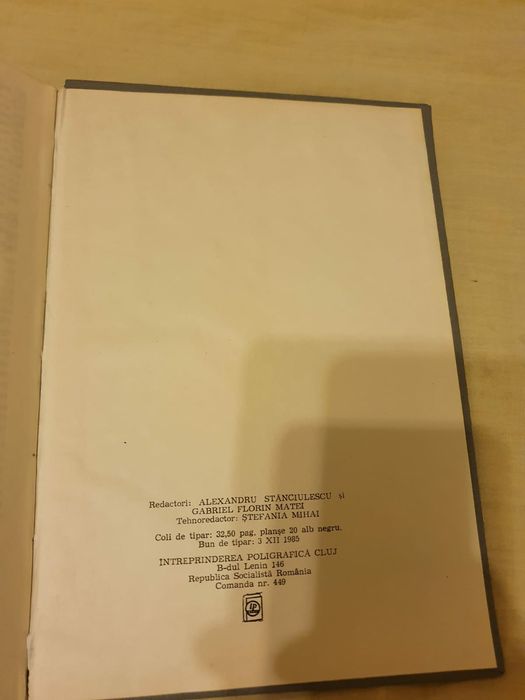 Redactori: ALEXANDRU STĂNCIULESCU și
GABRIEL FLORIN MATEI
Tehnoredactor: ȘTEFANIA MIHAI
Coli de tipar: 32,50 pag. planșe 20 alb negru.
Bun de tipar: 3 XII 1985
ÎNTREPRINDEREA POLIGRAFICĂ CLUJ
B-dul Lenin 146
Republica Socialistă România
Comanda nr. 449